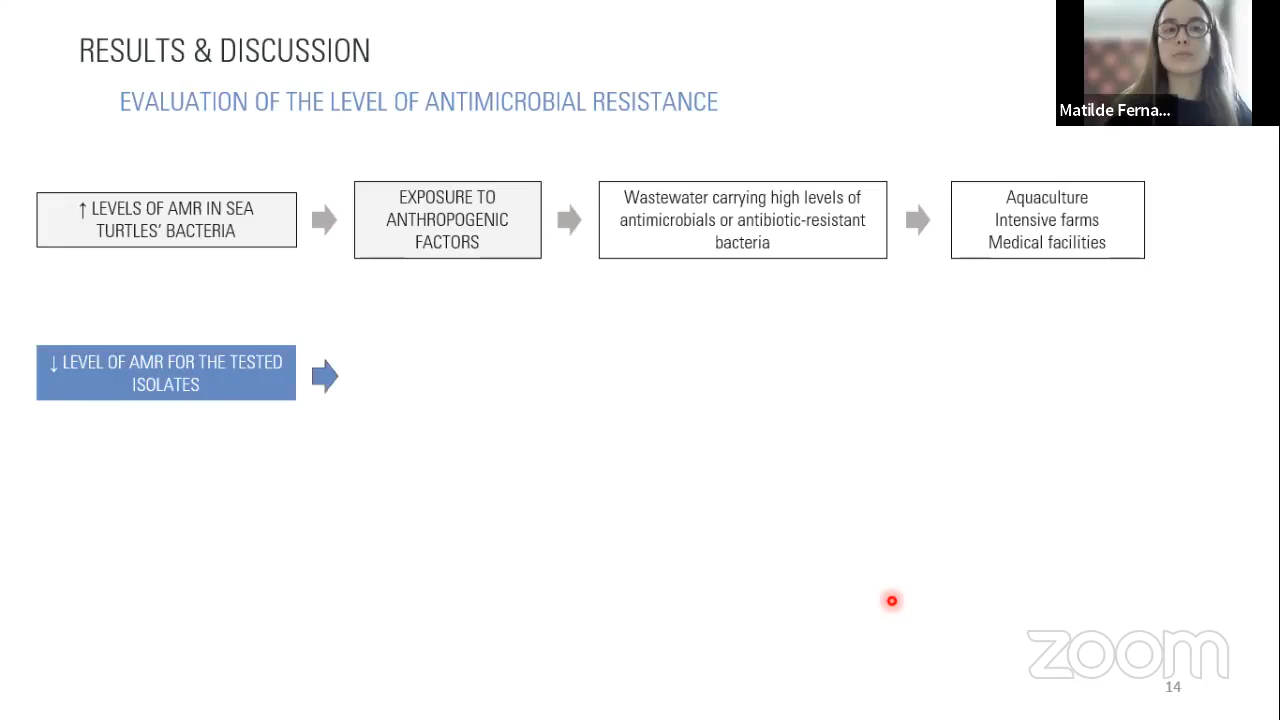 RESULTS & DISCUSSION
EVALUATION OF THE LEVEL OF ANTIMICROBIAL RESISTANCE
Matilde Ferna...
↑ LEVELS OF AMR IN SEA
TURTLES’ BACTERIA
EXPOSURE TO
ANTHROPOGENIC
FACTORS
Wastewater carrying high levels of
antimicrobials or antibiotic-resistant
bacteria
Aquaculture
Intensive farms
Medical facilities
↓ LEVEL OF AMR FOR THE TESTED
ISOLATES
zoom
14